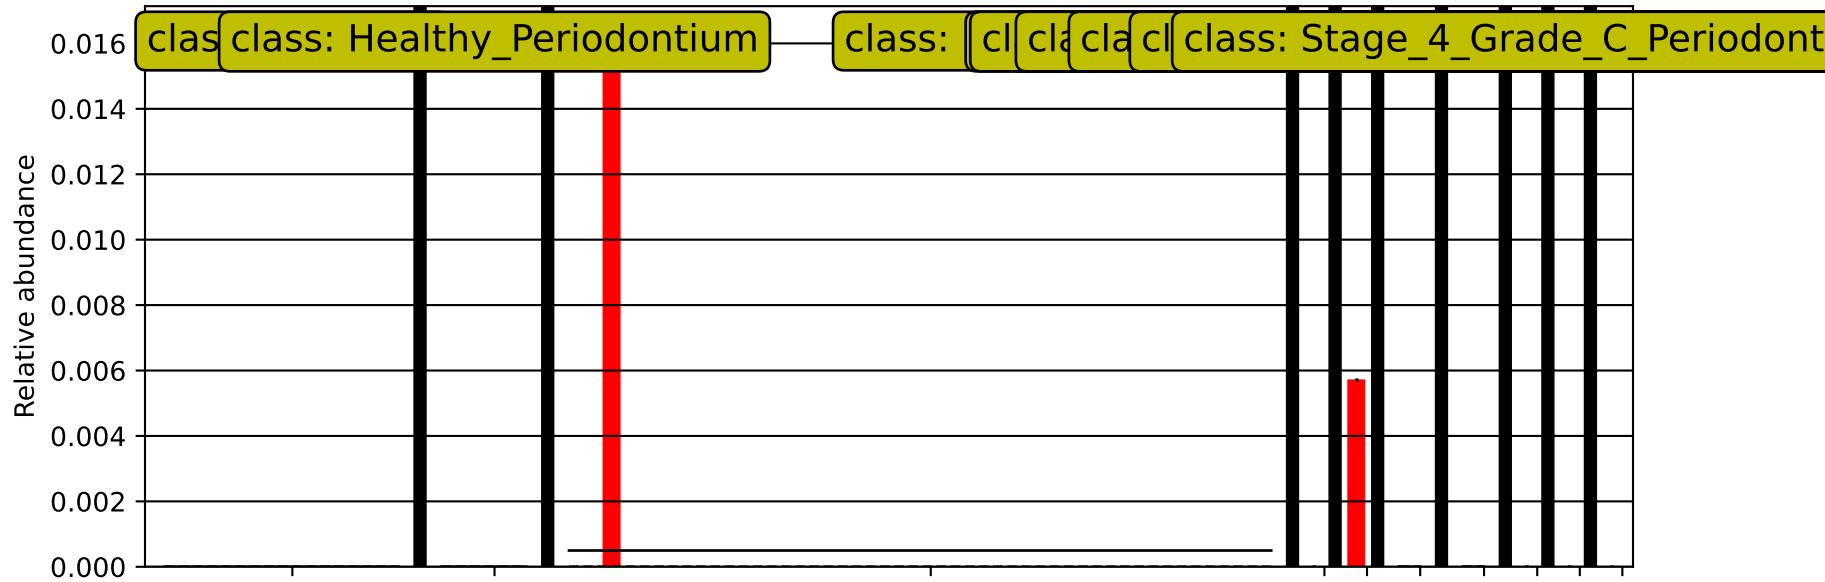 clas
class: Healthy_Periodontium
class:
cl
cla
cla
cl
class: Stage_4_Grade_C_Periodont
0.016
0.014
0.012
0.010
0.008
0.006
0.004
0.002
0.000
Relative abundance